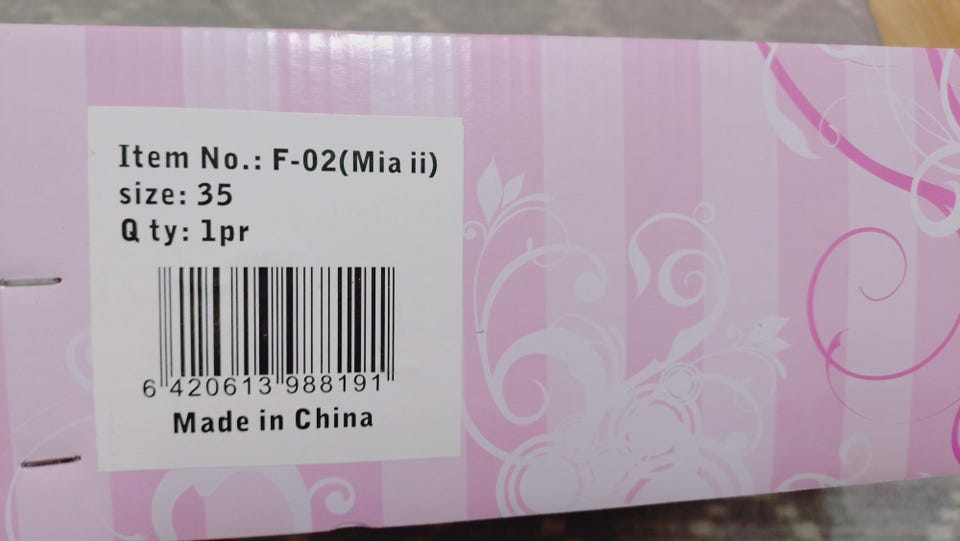 Item No.: F-02(Mia ii)
size: 35
Q ty: 1pr
6 420613 988191
Made in China